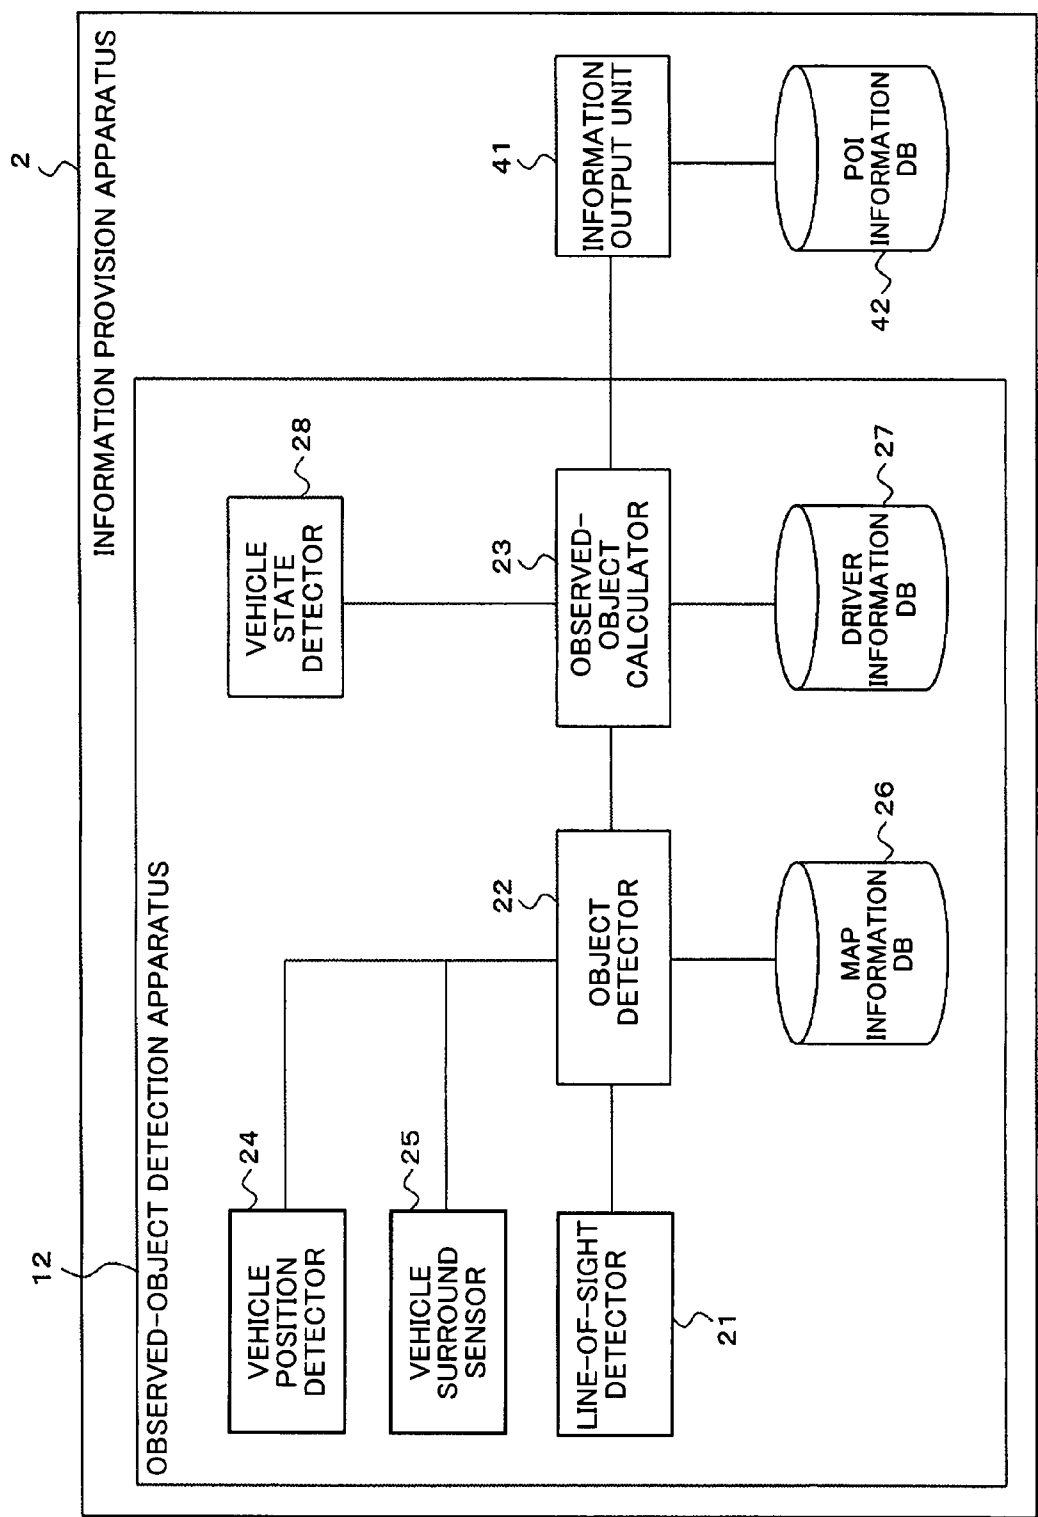 2
INFORMATION PROVISION APPARATUS
12
OBSERVED-OBJECT DETECTION APPARATUS
24
VEHICLE
POSITION
DETECTOR
25
VEHICLE
SURROUND
SENSOR
LINE-OF-SIGHT
DETECTOR
21
22
OBJECT
DETECTOR
26
MAP
INFORMATION
DB
28
VEHICLE
STATE
DETECTOR
23
OBSERVED-
OBJECT
CALCULATOR
27
DRIVER
INFORMATION
DB
41
INFORMATION
OUTPUT UNIT
42
POI
INFORMATION
DB